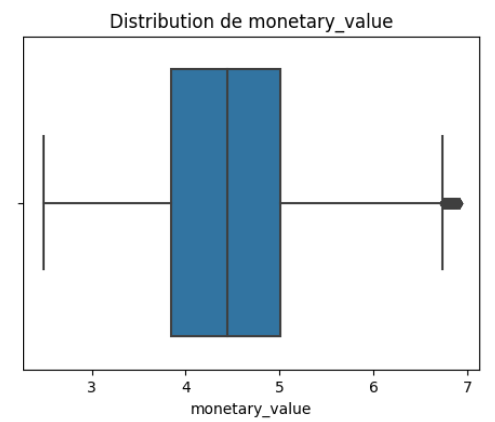 Distribution de monetary_value
3 4 5 6 7
monetary_value